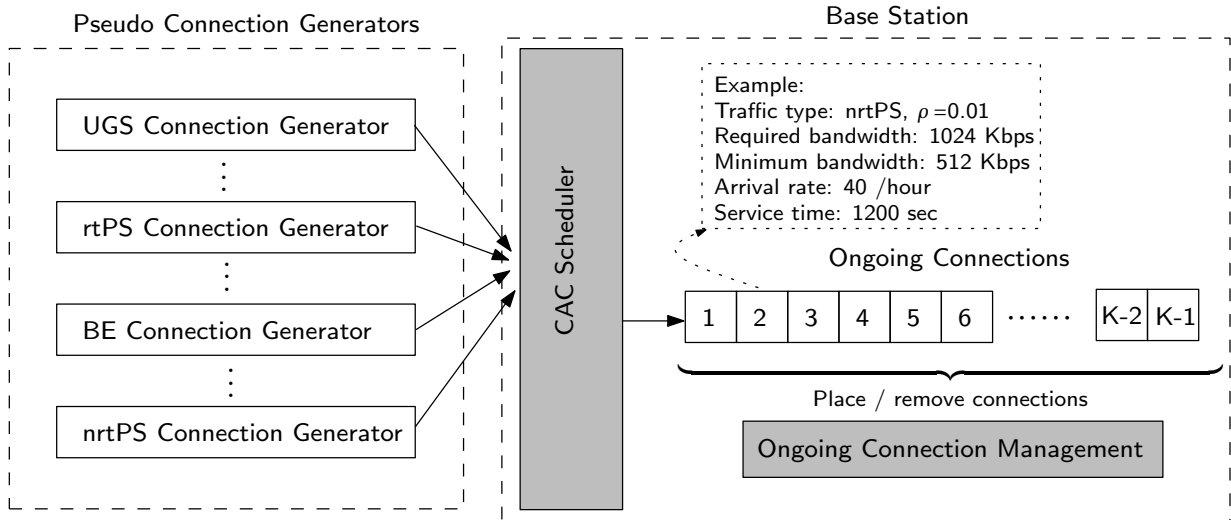 Pseudo Connection Generators
Base Station
UGS Connection Generator
rtPS Connection Generator
BE Connection Generator
nrtPS Connection Generator
CAC Scheduler
Example:
Traffic type: nrtPS, ρ=0.01
Required bandwidth: 1024 Kbps
Minimum bandwidth: 512 Kbps
Arrival rate: 40 /hour
Service time: 1200 sec
Ongoing Connections
1 2 3 4 5 6 ...... K-2 K-1
Place / remove connections
Ongoing Connection Management